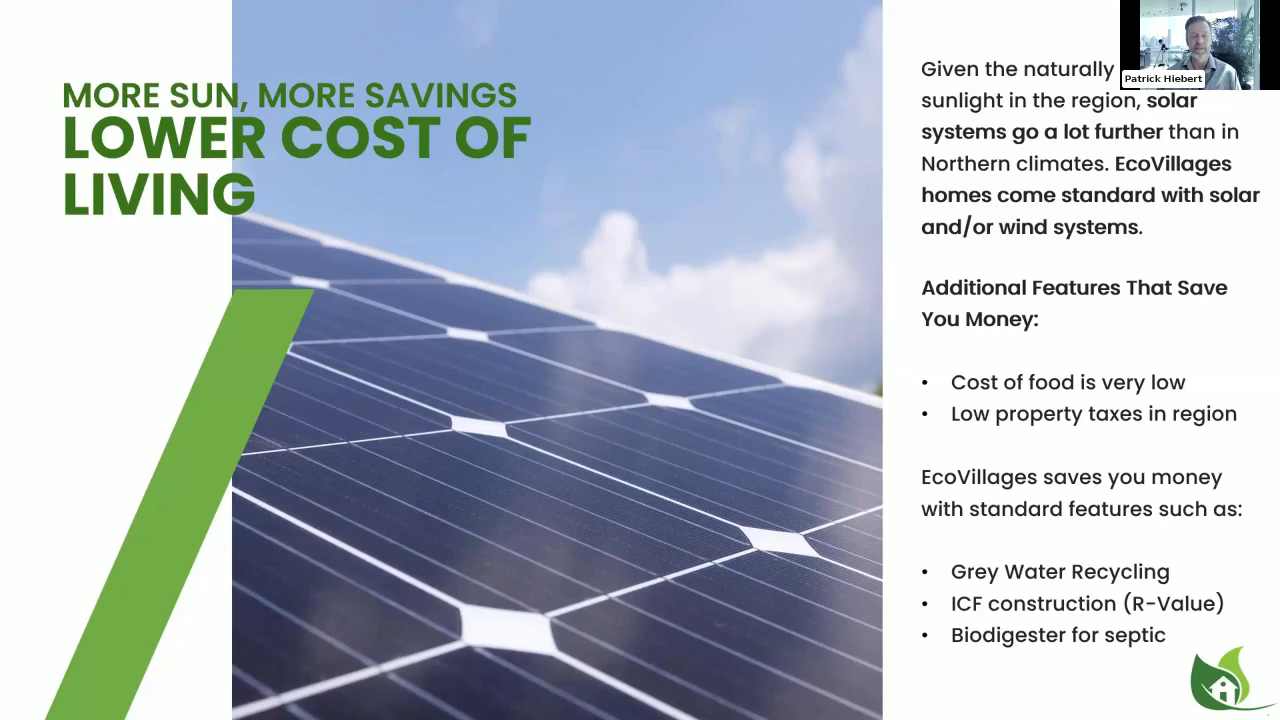 MORE SUN, MORE SAVINGS
LOWER COST OF
LIVING
Patrick Hiebert
Given the naturally
sunlight in the region, solar
systems go a lot further than in
Northern climates. EcoVillages
homes come standard with solar
and/or wind systems.
Additional Features That Save
You Money:
• Cost of food is very low
• Low property taxes in region
EcoVillages saves you money
with standard features such as:
• Grey Water Recycling
• ICF construction (R-Value)
• Biodigester for septic